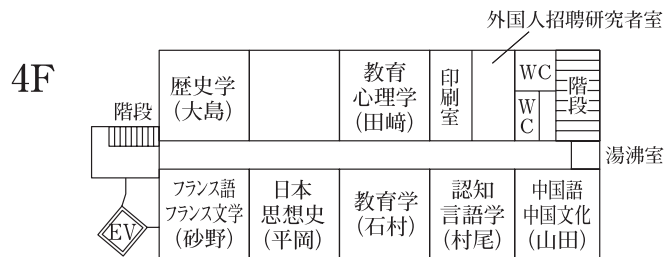 外国人招聘研究者室
4F
階段
歴史学
(大島)
教育
心理学
(田﨑)
印刷室
WC
WC
階段
湯沸室
EV
フランス語
フランス文学
(砂野)
日本
思想史
(平岡)
教育学
(石村)
認知
言語学
(村尾)
中国語
中国文化
(山田)